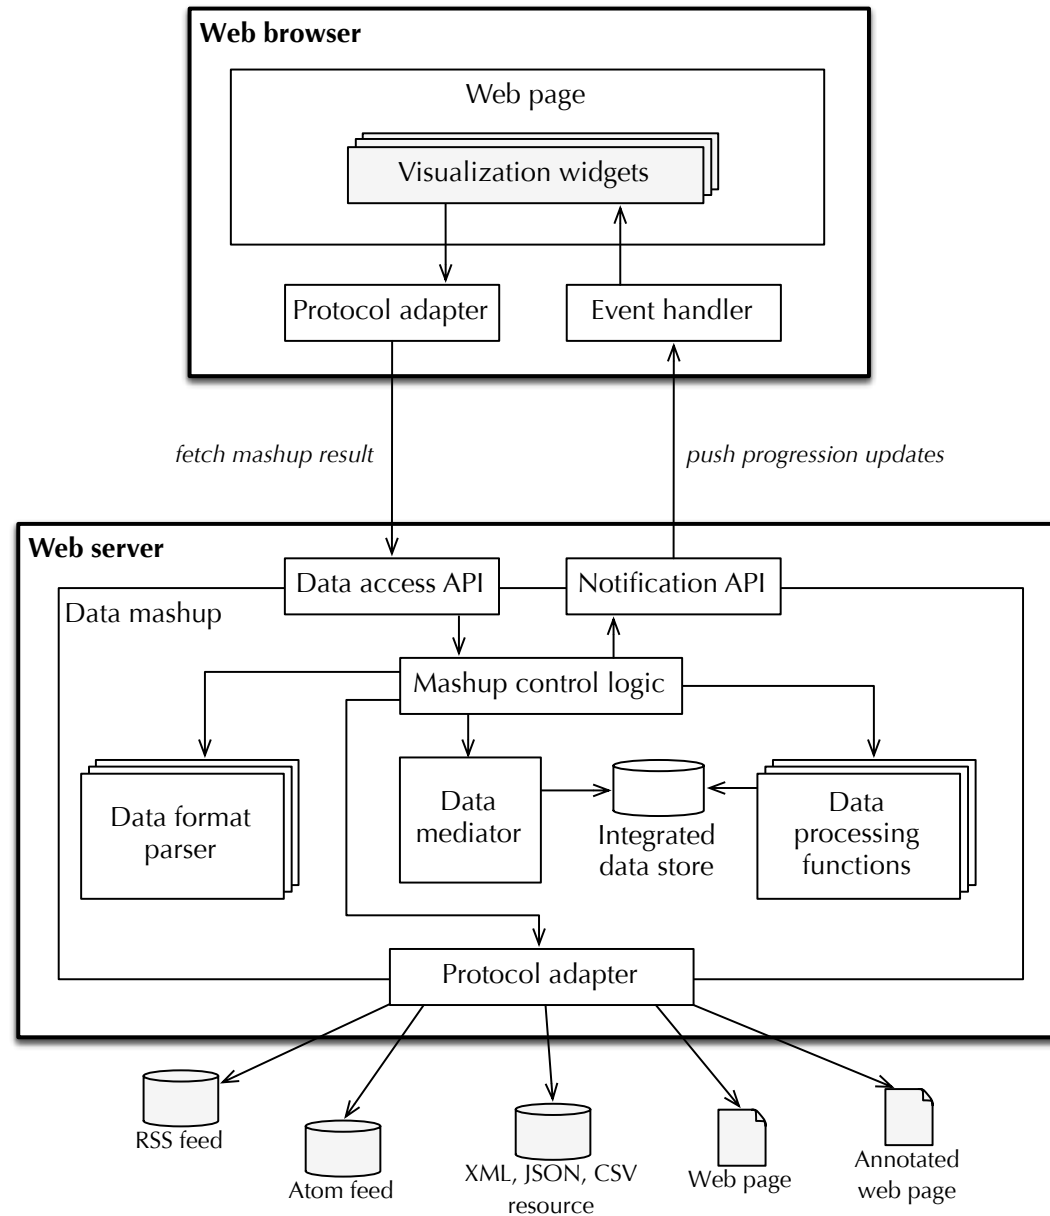 Web browser
Web page
Visualization widgets
Protocol adapter
Event handler
fetch mashup result
push progression updates
Web server
Data access API
Notification API
Data mashup
Mashup control logic
Data format
parser
Data
mediator
Integrated
data store
Data
processing
functions
Protocol adapter
RSS feed
Atom feed
XML, JSON, CSV
resource
Web page
Annotated
web page